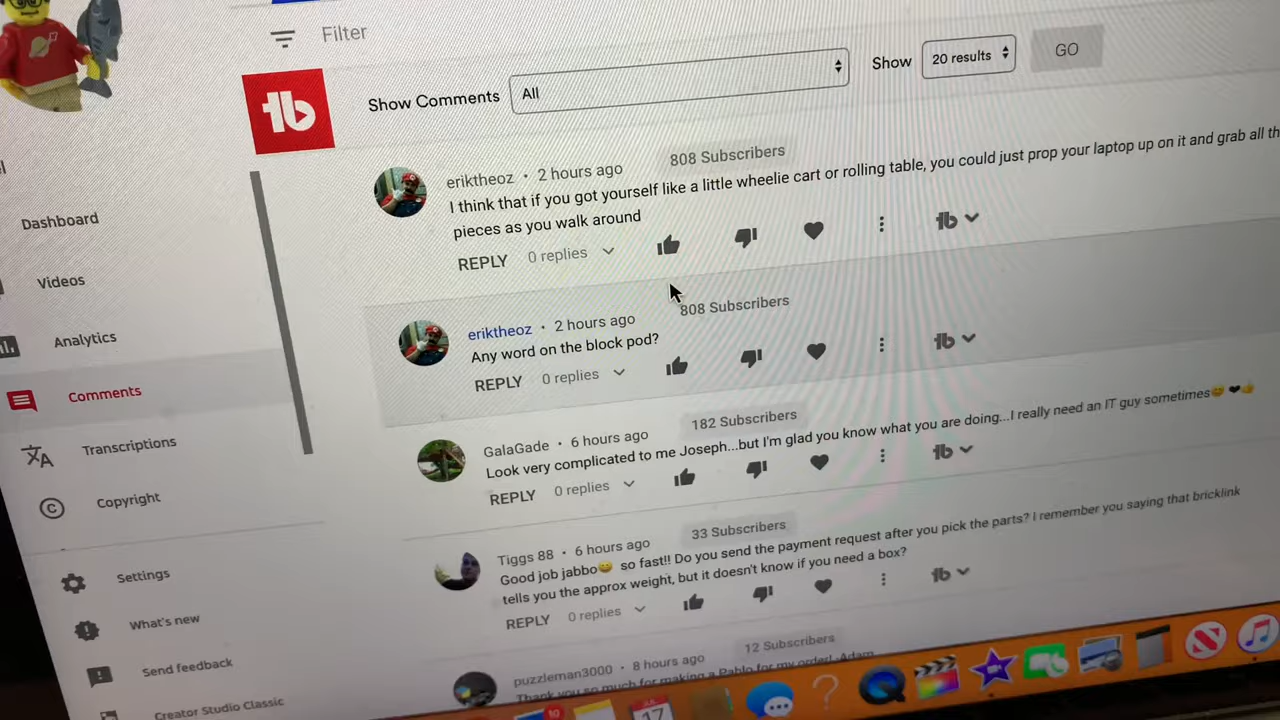 Filter
Show Comments
All
Show
20 results
GO
eriktheoz • 2 hours ago
808 Subscribers
I think that if you got yourself like a little wheelie cart or rolling table, you could just prop your laptop up on it and grab all
pieces as you walk around
REPLY 0 replies
eriktheoz • 2 hours ago
808 Subscribers
Any word on the block pod?
REPLY 0 replies
GalaGade • 6 hours ago
182 Subscribers
Look very complicated to me Joseph...but I'm glad you know what you are doing...I really need an IT guy sometimes😊 ❤👍
REPLY 0 replies
Tiggs 88 • 6 hours ago
33 Subscribers
Good job jabbo😀 so fast!! Do you send the payment request after you pick the parts? I remember you saying that bricklink
tells you the approx weight, but it doesn't know if you need a box?
REPLY 0 replies
puzzleman3000 • 8 hours ago
12 Subscribers
Thank you so much for making a Pablo for my order! -Adam
Dashboard
Videos
Analytics
Comments
Transcriptions
Copyright
Settings
What's new
Send feedback
Creator Studio Classic
17